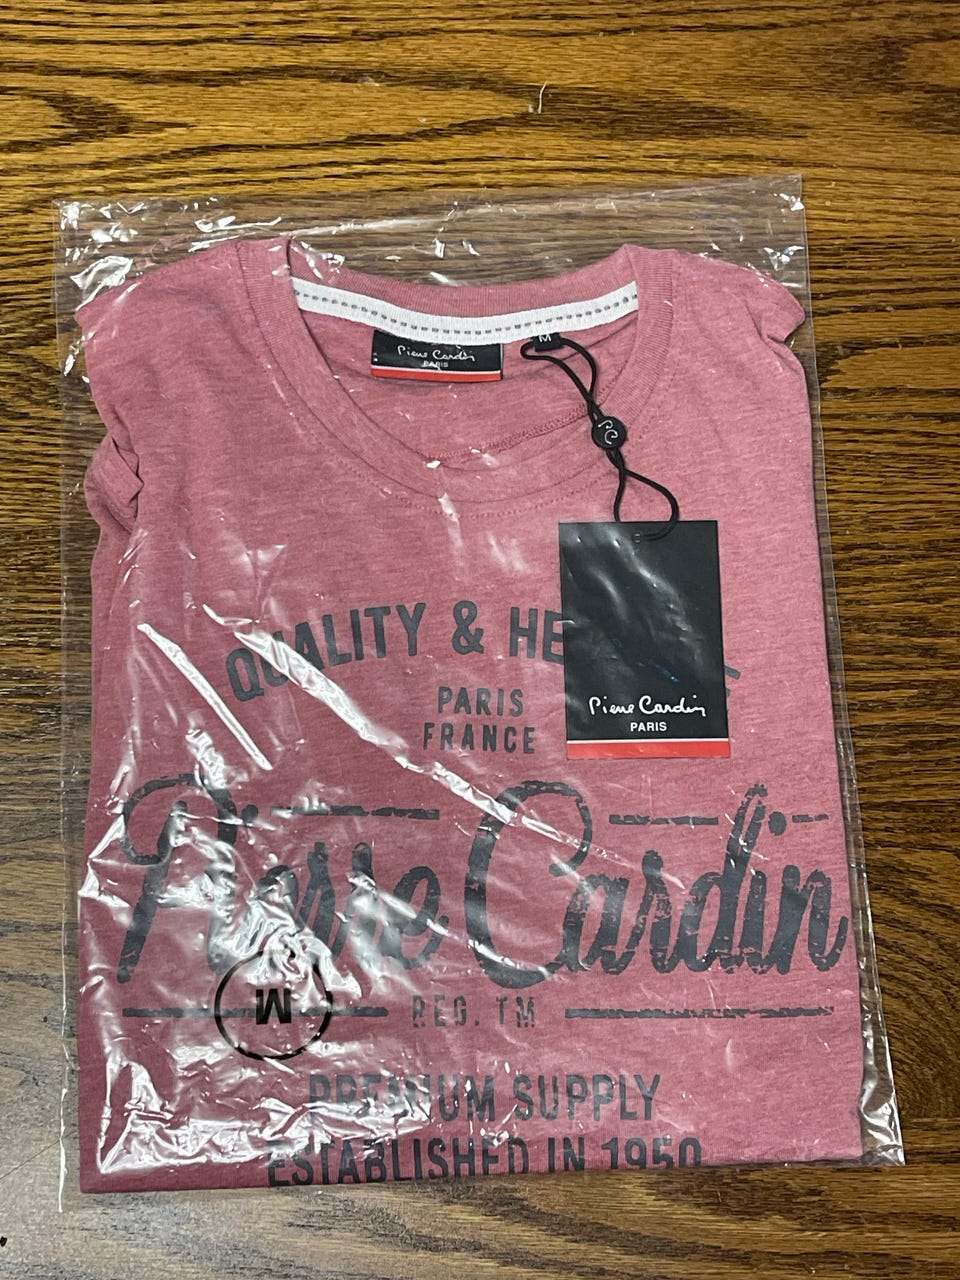 Pierre Cardin
PARIS
M
PC
QUALITY & HE
PARIS
FRANCE
Pierre Cardin
PARIS
Pierre Cardin
REG. TM
M
PREMIUM SUPPLY
ESTABLISHED IN 1950